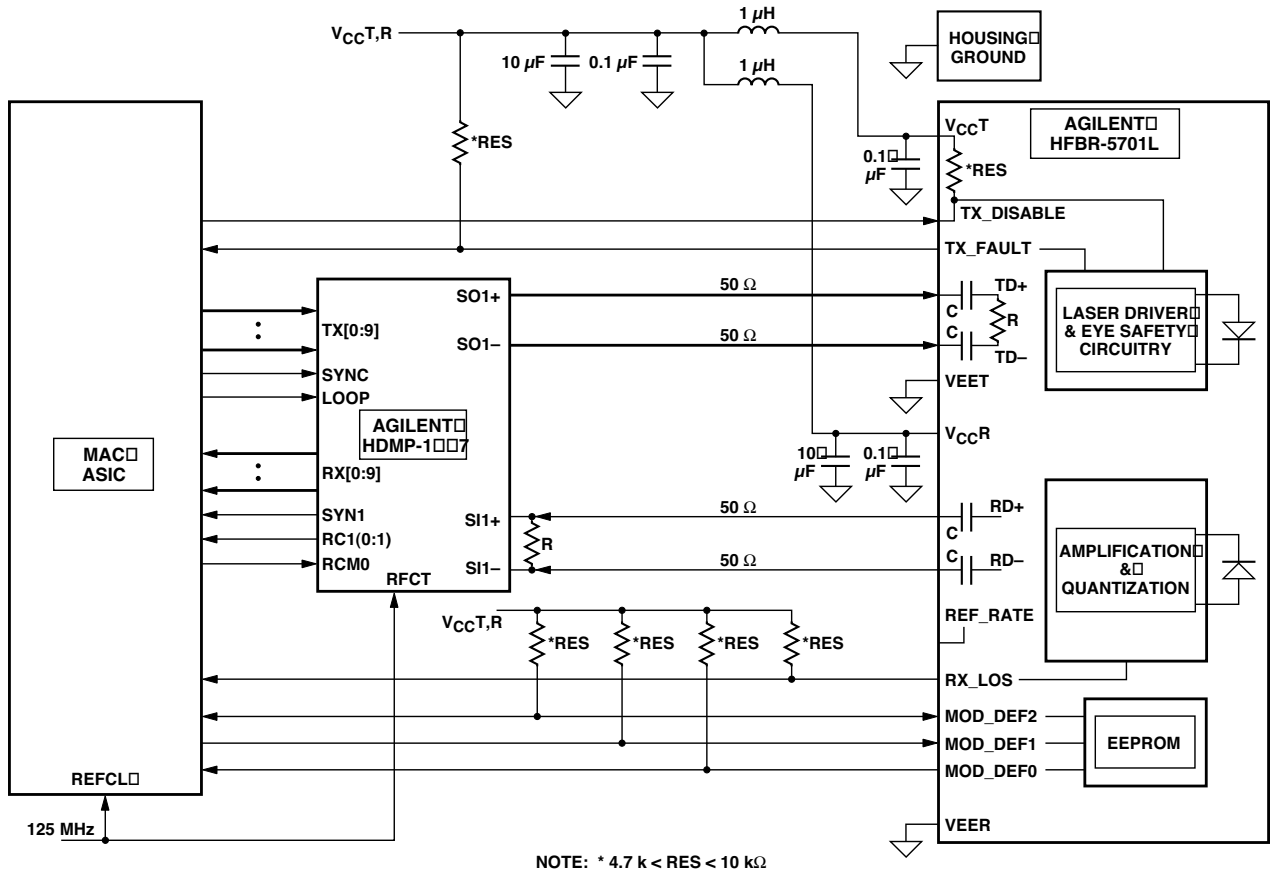 1 µH
VCCT,R
10 µF
0.1 µF
1 µH
HOUSING□
GROUND
*RES
VCCT
AGILENT□
HFBR-5701L
0.1□
µF
*RES
TX_DISABLE
TX_FAULT
SO1+
50 Ω
TD+
C
R
TX[0:9]
:
LASER DRIVER□
& EYE SAFETY□
CIRCUITRY
SO1–
50 Ω
C
TD–
SYNC
LOOP
VEET
AGILENT□
HDMP-1□□7
MAC□
ASIC
VCCR
10□
µF
0.1□
µF
:
RX[0:9]
SYN1
SI1+
50 Ω
RD+
C
RC1(0:1)
R
AMPLIFICATION□
&□
QUANTIZATION
RCM0
SI1–
50 Ω
C
RD–
RFCT
VCCT,R
REF_RATE
*RES
*RES
*RES
*RES
RX_LOS
MOD_DEF2
MOD_DEF1
EEPROM
MOD_DEF0
REFCL□
125 MHz
VEER
NOTE: * 4.7 k < RES < 10 kΩ